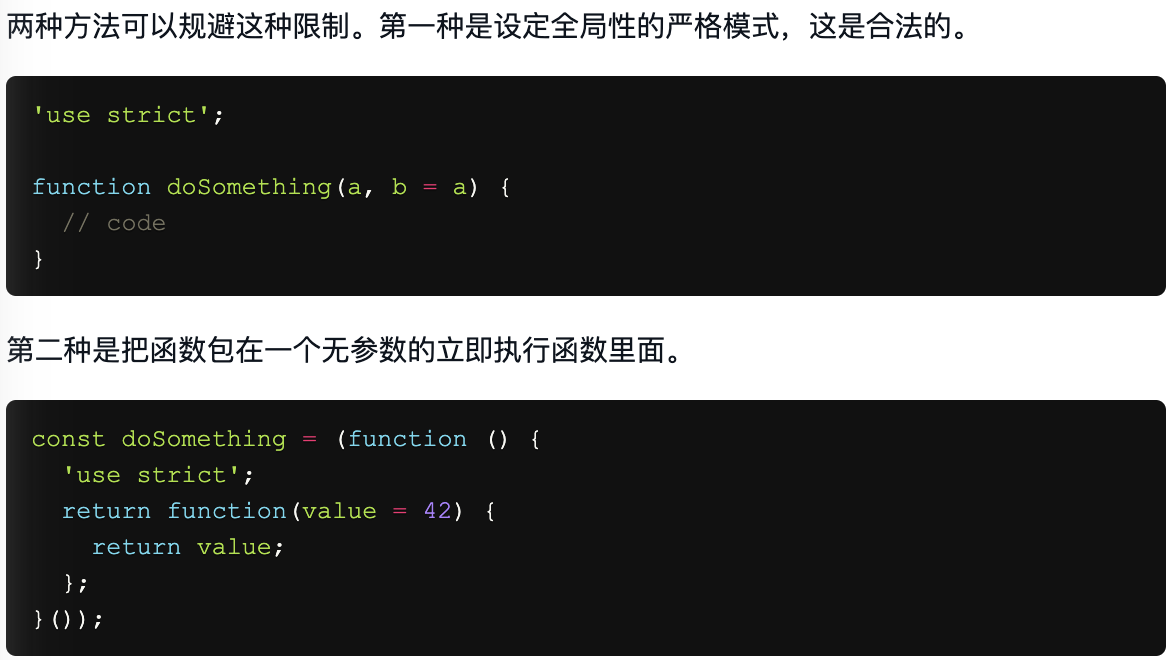 两种方法可以规避这种限制。第一种是设定全局性的严格模式，这是合法的。
'use strict';
function doSomething(a, b = a) {
  // code
}
第二种是把函数包在一个无参数的立即执行函数里面。
const doSomething = (function () {
  'use strict';
  return function(value = 42) {
    return value;
  };
}());